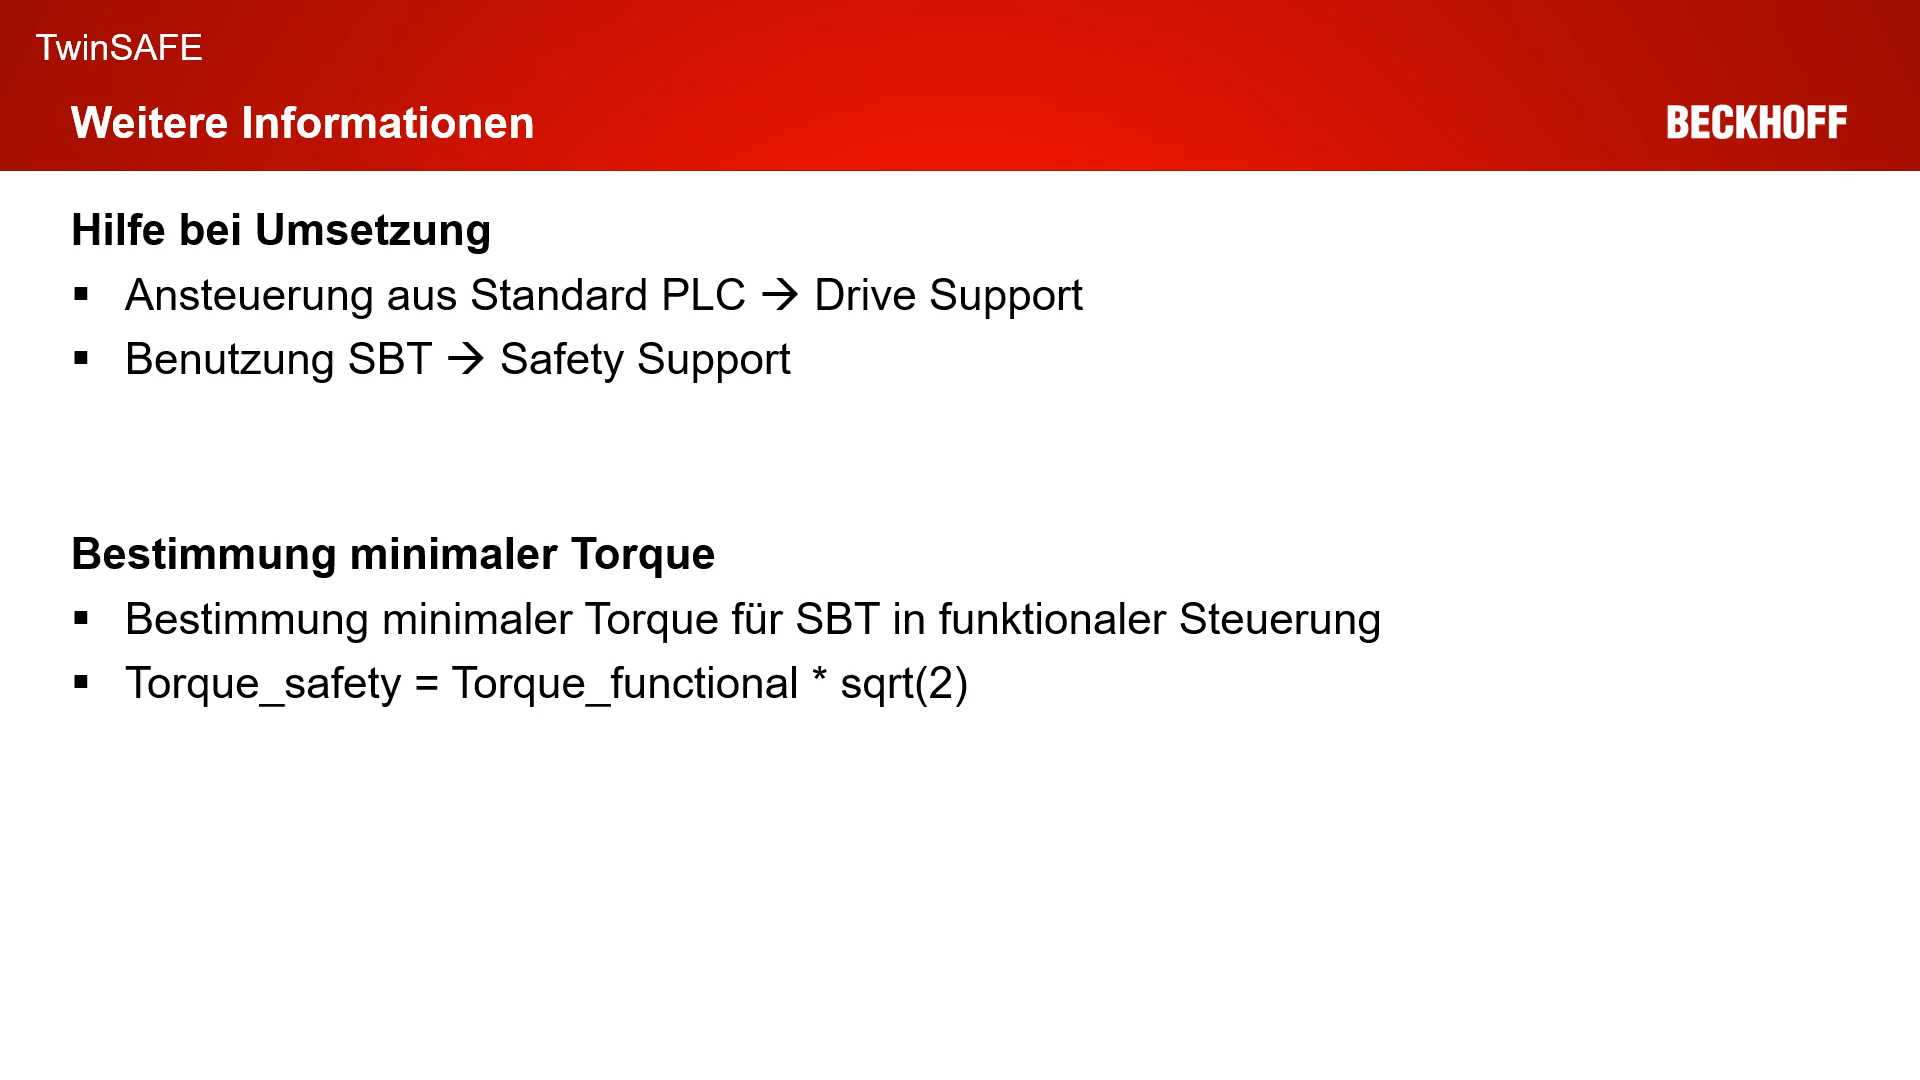 TwinSAFE
Weitere Informationen
BECKHOFF
Hilfe bei Umsetzung
▪ Ansteuerung aus Standard PLC → Drive Support
▪ Benutzung SBT → Safety Support
Bestimmung minimaler Torque
▪ Bestimmung minimaler Torque für SBT in funktionaler Steuerung
▪ Torque_safety = Torque_functional * sqrt(2)